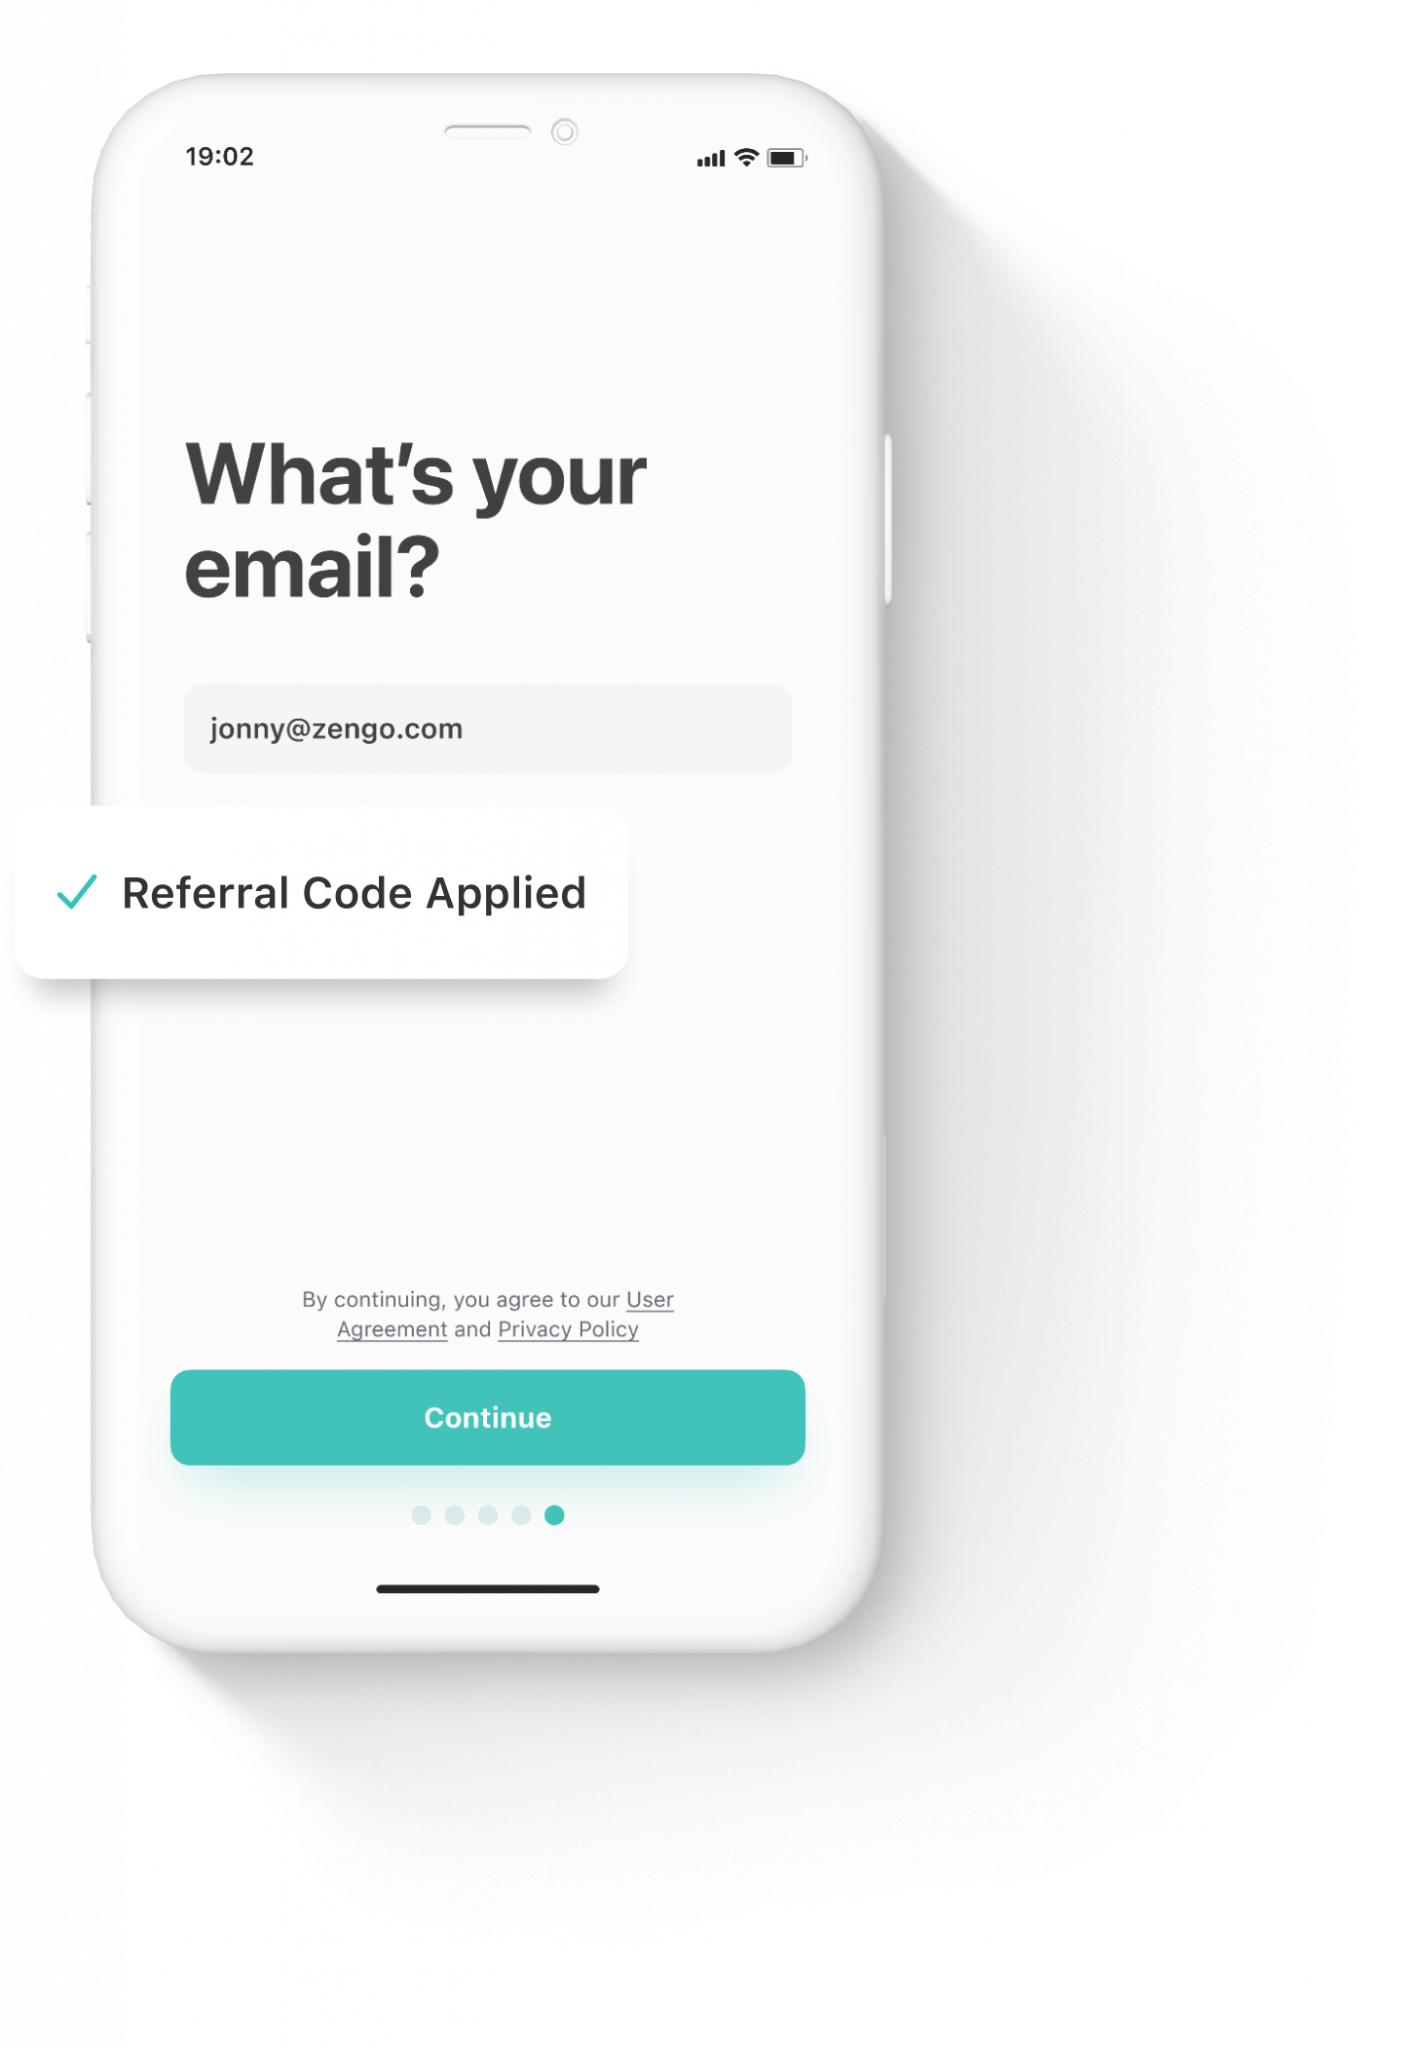 19:02
What’s your
email?
jonny@zengo.com
Referral Code Applied
By continuing, you agree to our User
Agreement and Privacy Policy
Continue